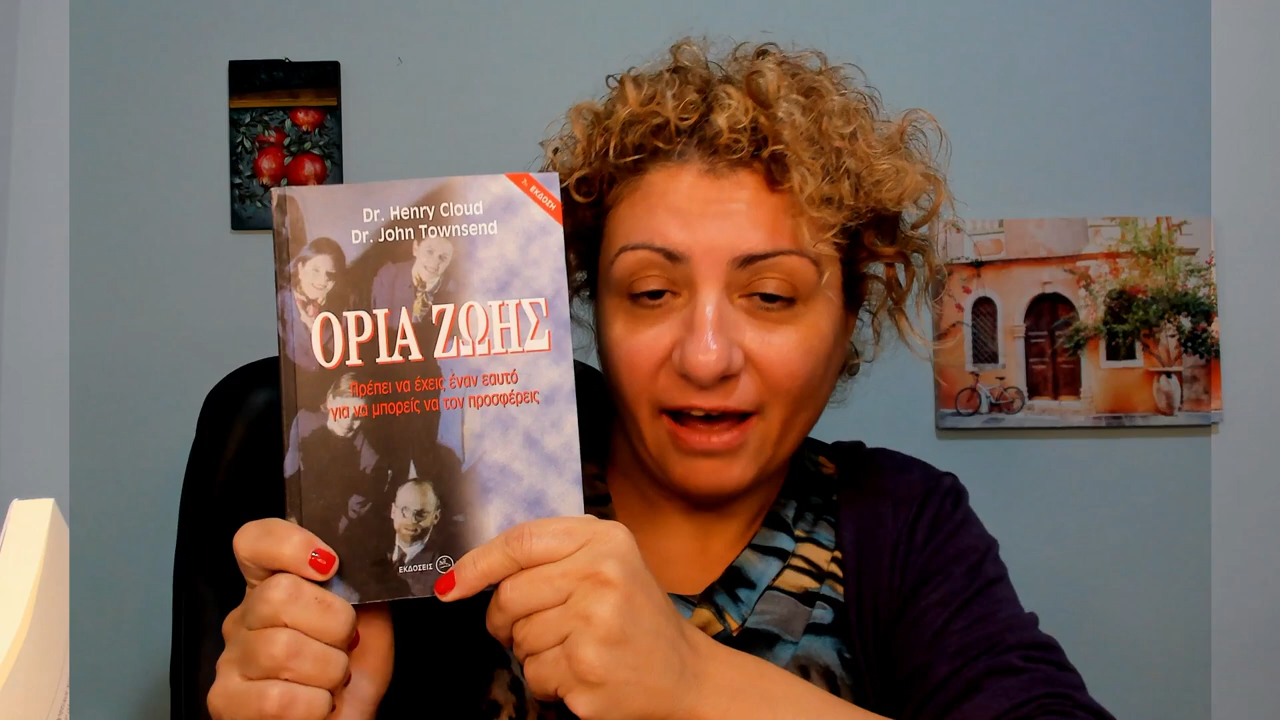 Dr. Henry Cloud
Dr. John Townsend
ΕΚΔΟΣΗ
ΟΡΙΑ ΖΩΗΣ
Πρέπει να έχεις έναν εαυτό
για να μπορείς να τον προσφέρεις
ΕΚΔΟΣΕΙΣ